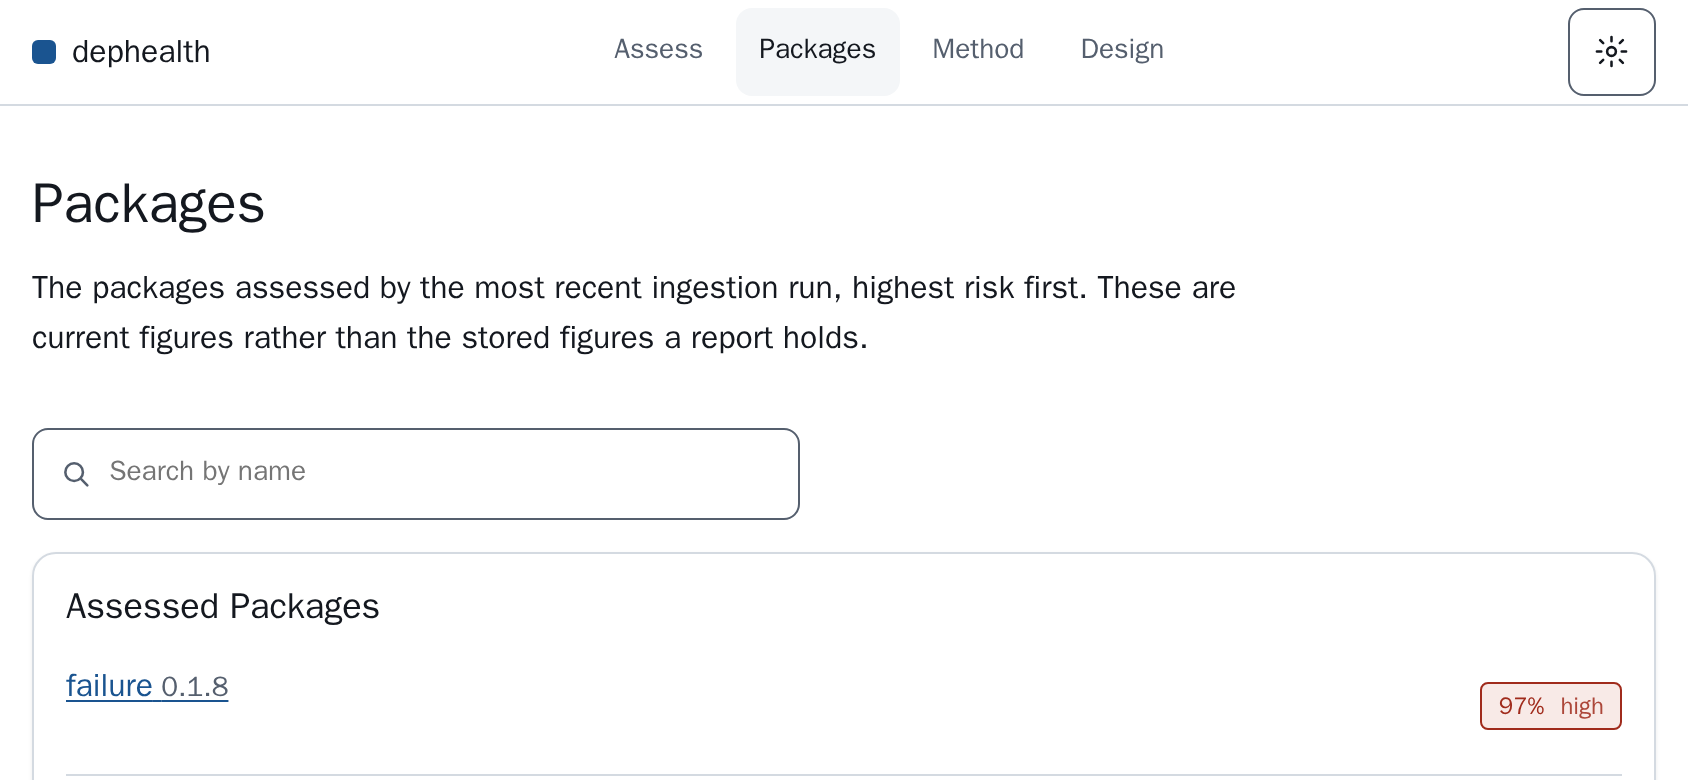 dephealth
Assess
Packages
Method
Design
Packages
The packages assessed by the most recent ingestion run, highest risk first. These are
current figures rather than the stored figures a report holds.
Search by name
Assessed Packages
failure 0.1.8
97% high